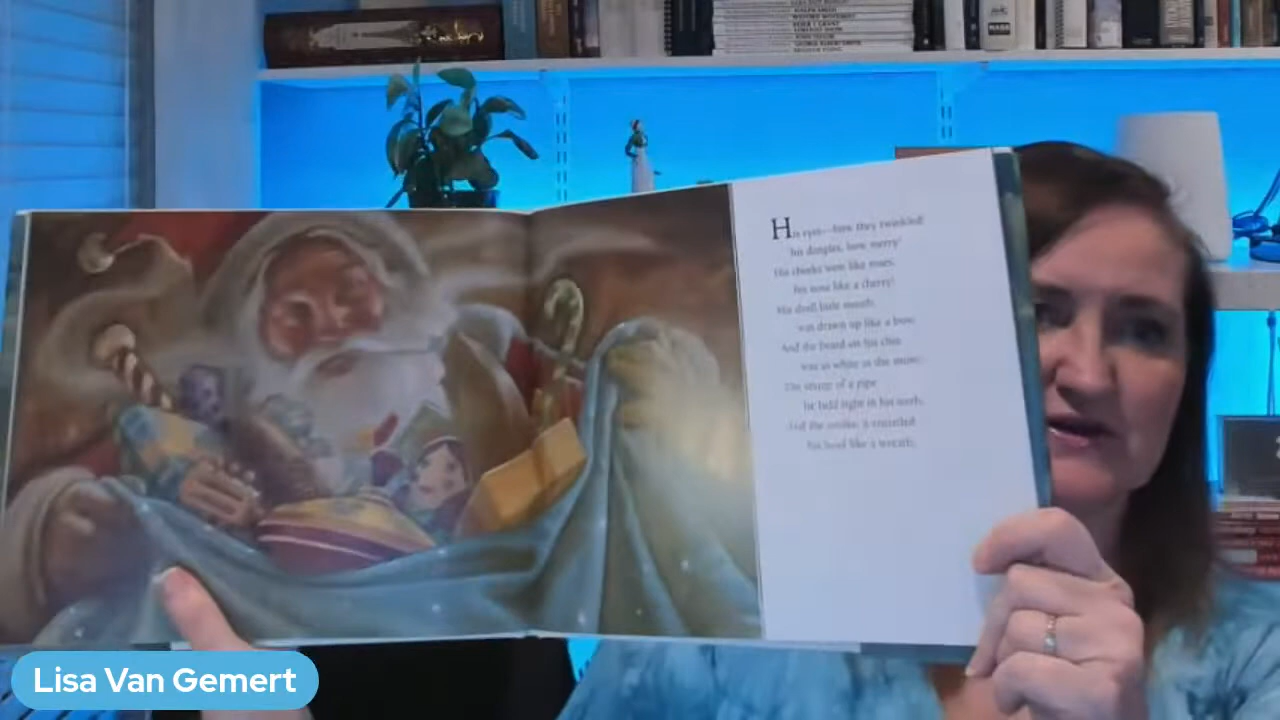 His eyes—how they twinkled!
his dimples, how merry!
His cheeks were like roses,
his nose like a cherry!
His droll little mouth
was drawn up like a bow,
And the beard on his chin
was as white as the snow;
The stump of a pipe
he held tight in his teeth,
And the smoke, it encircled
his head like a wreath;
Lisa Van Gemert